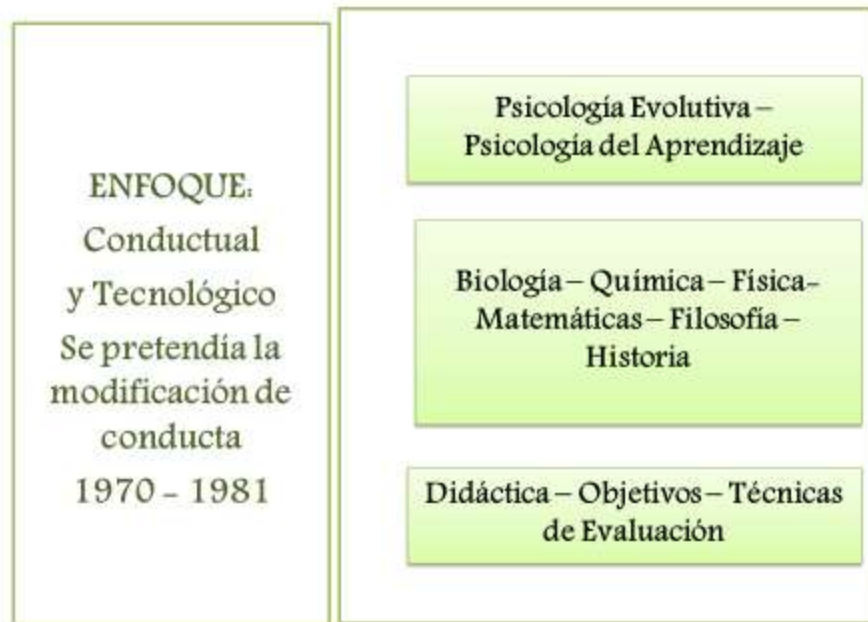 ENFOQUE:
Conductual
y Tecnológico
Se pretendía la
modificación de
conducta
1970 - 1981
Psicología Evolutiva –
Psicología del Aprendizaje
Biología – Química – Física-
Matemáticas – Filosofía –
Historia
Didáctica – Objetivos – Técnicas
de Evaluación